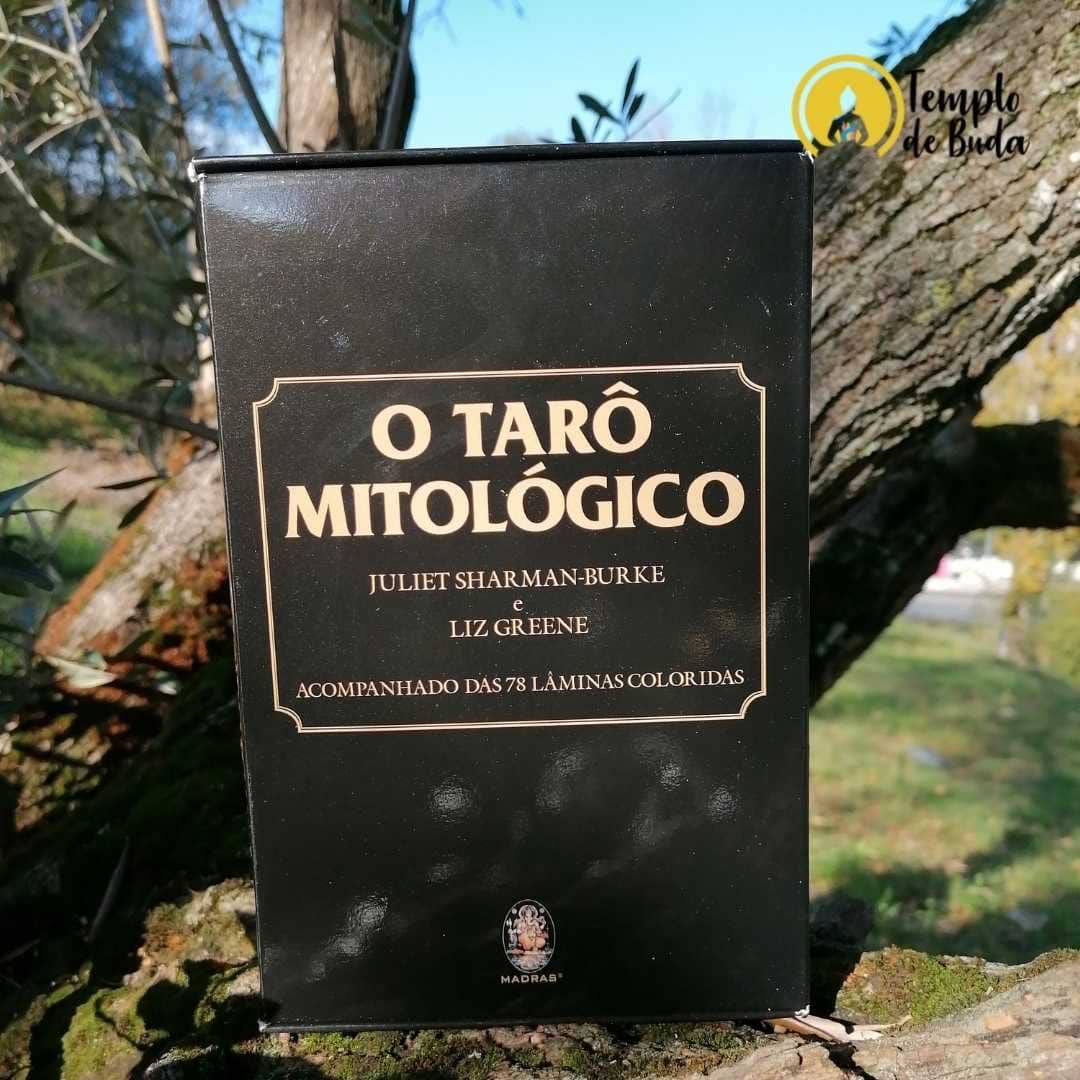 Templo
de Buda
O TARÔ
MITOLÓGICO
JULIET SHARMAN-BURKE
e
LIZ GREENE
ACOMPANHADO DAS 78 LÂMINAS COLORIDAS
MADRAS®